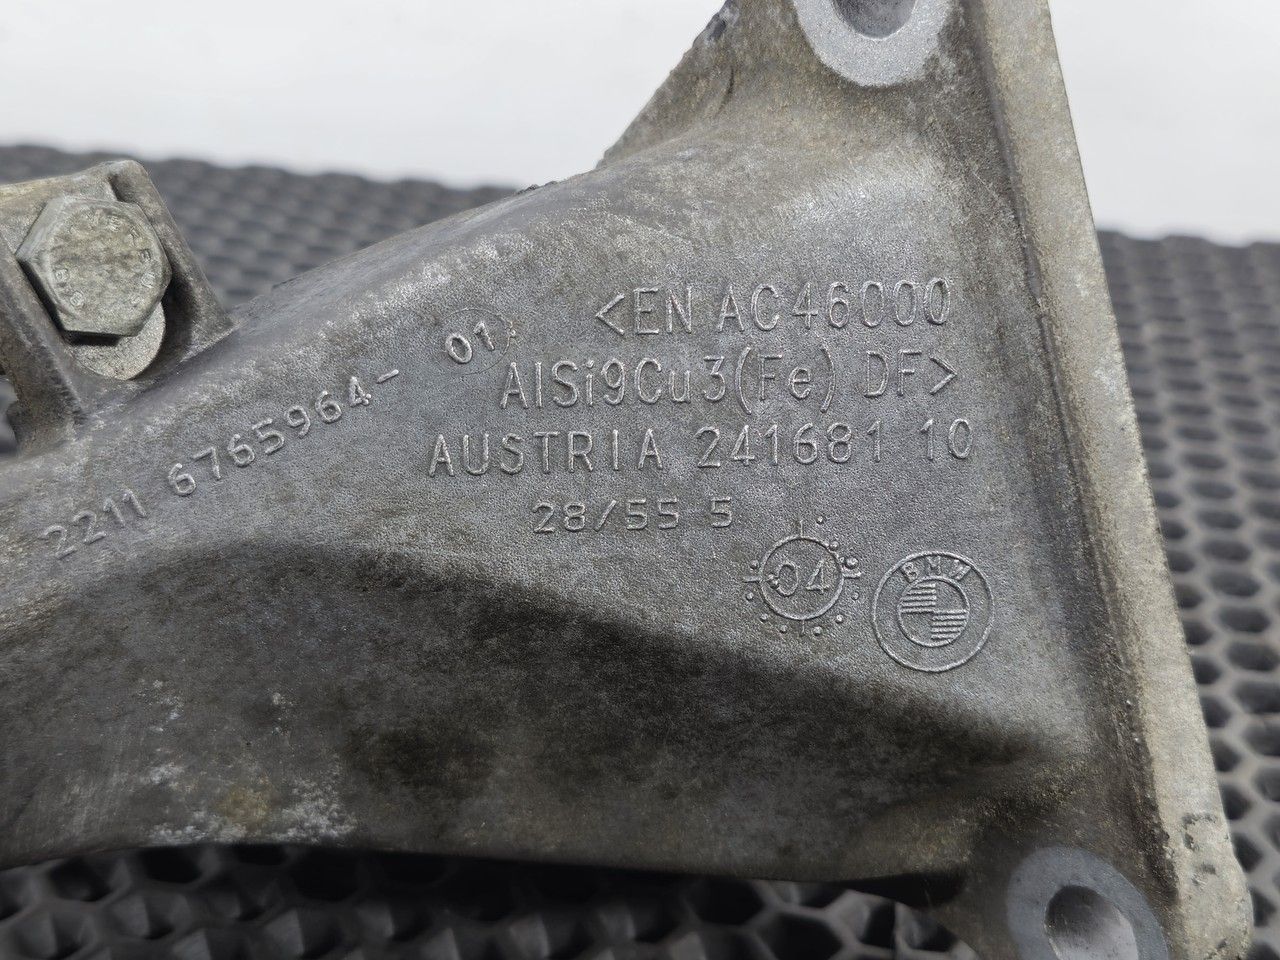 <EN AC46000
AlSi9Cu3(Fe) DF>
AUSTRIA 241681 10
28/55 5
2211 6765964- 01
04
BMW